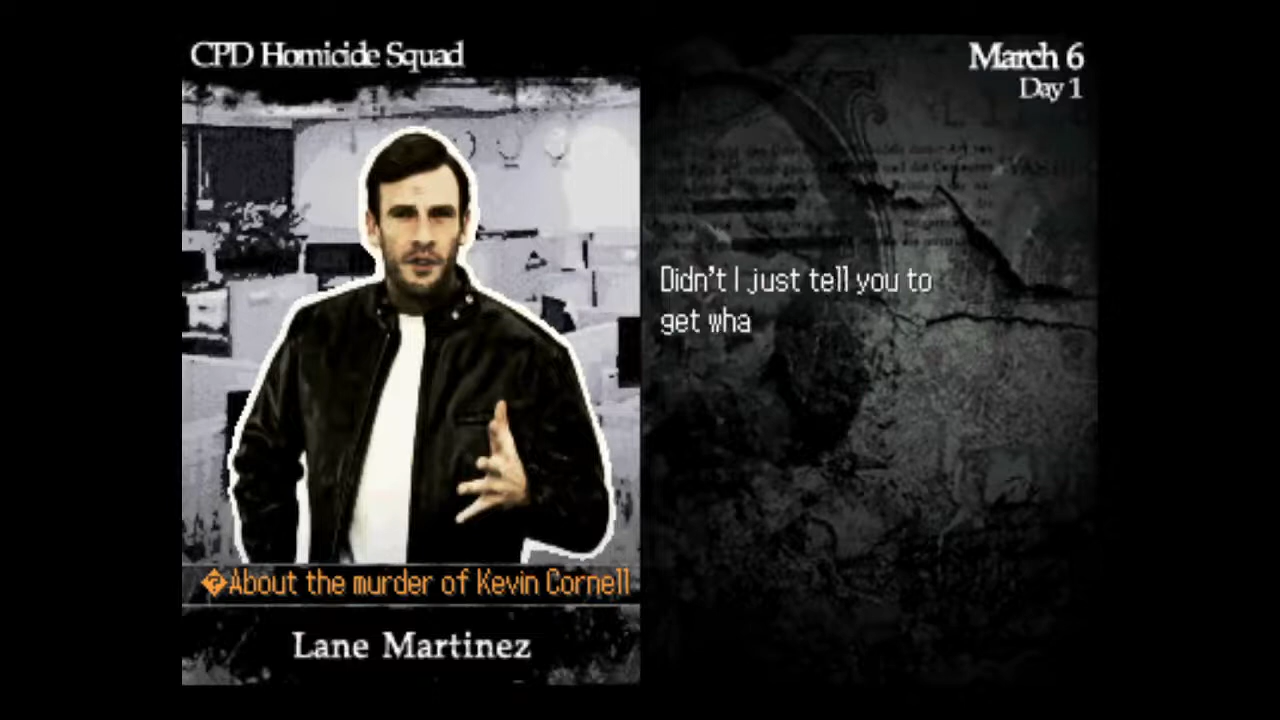 CPD Homicide Squad
March 6
Day 1
Didn't I just tell you to
get wha
About the murder of Kevin Cornell
Lane Martinez